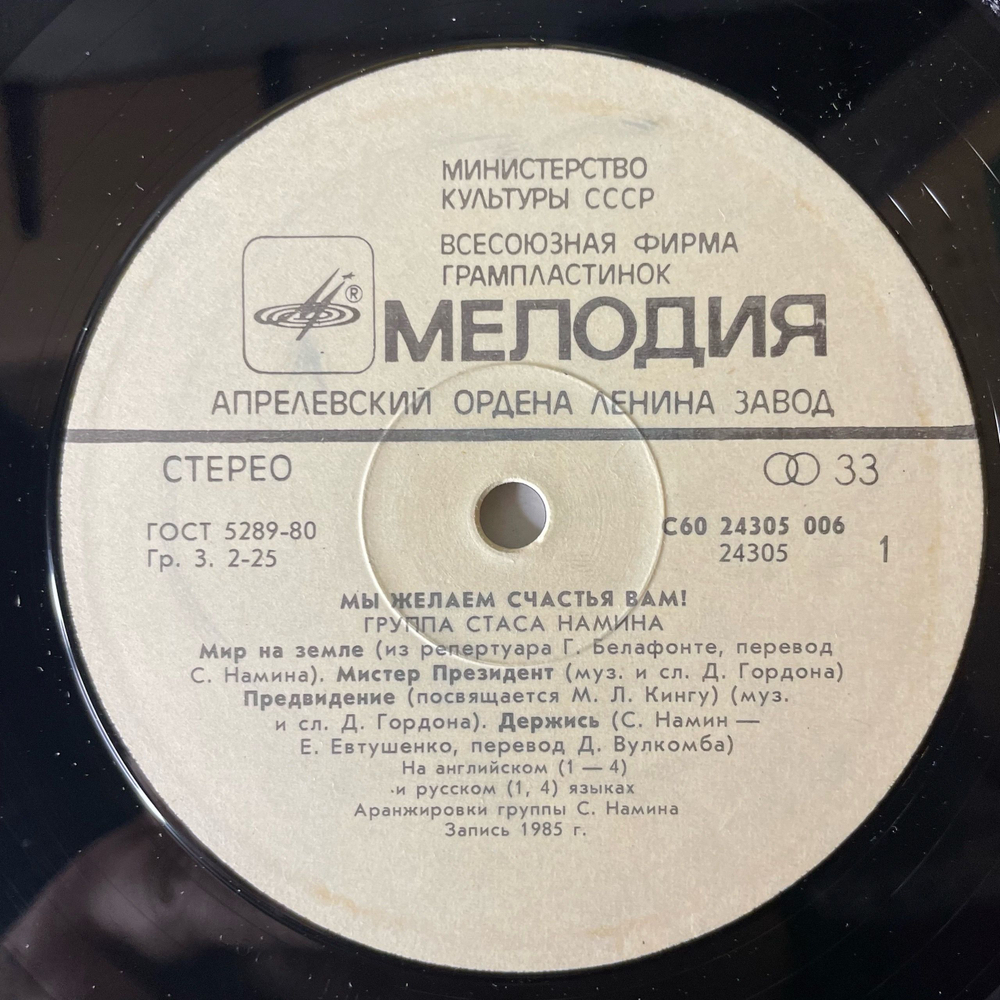 МИНИСТЕРСТВО
КУЛЬТУРЫ СССР
ВСЕСОЮЗНАЯ ФИРМА
ГРАМПЛАСТИНОК
®
МЕЛОДИЯ
АПРЕЛЕВСКИЙ ОРДЕНА ЛЕНИНА ЗАВОД
СТЕРЕО
33
ГОСТ 5289-80
Гр. 3. 2-25
С60 24305 006
24305
1
МЫ ЖЕЛАЕМ СЧАСТЬЯ ВАМ!
ГРУППА СТАСА НАМИНА
Мир на земле (из репертуара Г. Белафонте, перевод
С. Намина). Мистер Президент (муз. и сл. Д. Гордона)
Предвидение (посвящается М. Л. Кингу) (муз.
и сл. Д. Гордона). Держись (С. Намин —
Е. Евтушенко, перевод Д. Вулкомба)
На английском (1 — 4)
и русском (1, 4) языках
Аранжировки группы С. Намина
Запись 1985 г.